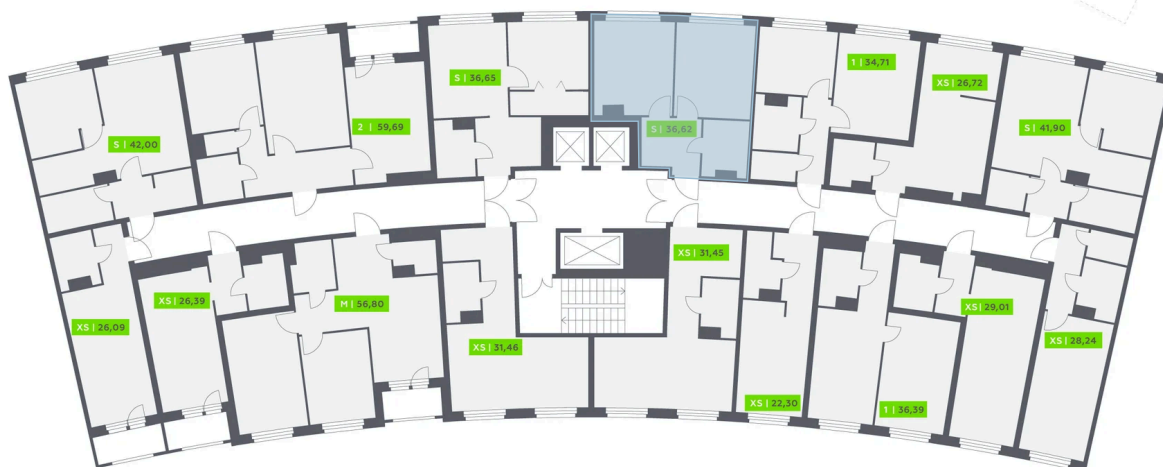 S | 42,00
2 | 59,69
S | 36,65
S | 36,62
1 | 34,71
XS | 26,72
S | 41,90
XS | 26,09
XS | 26,39
M | 56,80
XS | 31,46
XS | 31,45
XS | 22,30
1 | 36,39
XS | 29,01
XS | 28,24